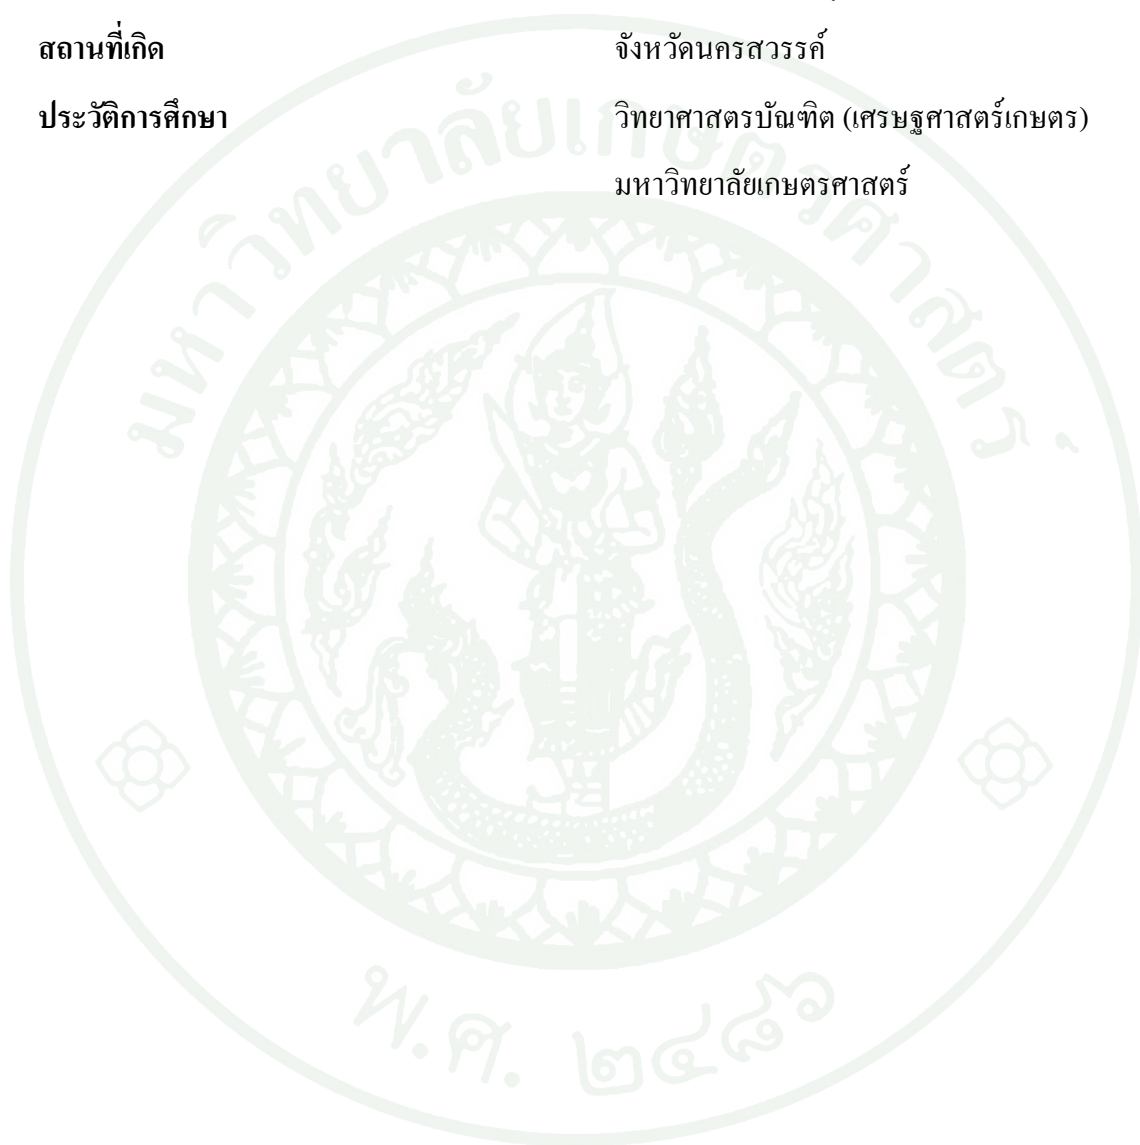 สถานที่เกิด จังหวัดนครสวรรค์
ประวัติการศึกษา วิทยาศาสตรบัณฑิต (เศรษฐศาสตร์เกษตร)
มหาวิทยาลัยเกษตรศาสตร์
มหาวิทยาลัยเกษตรศาสตร์
พ.ศ. ๒๔๘๖